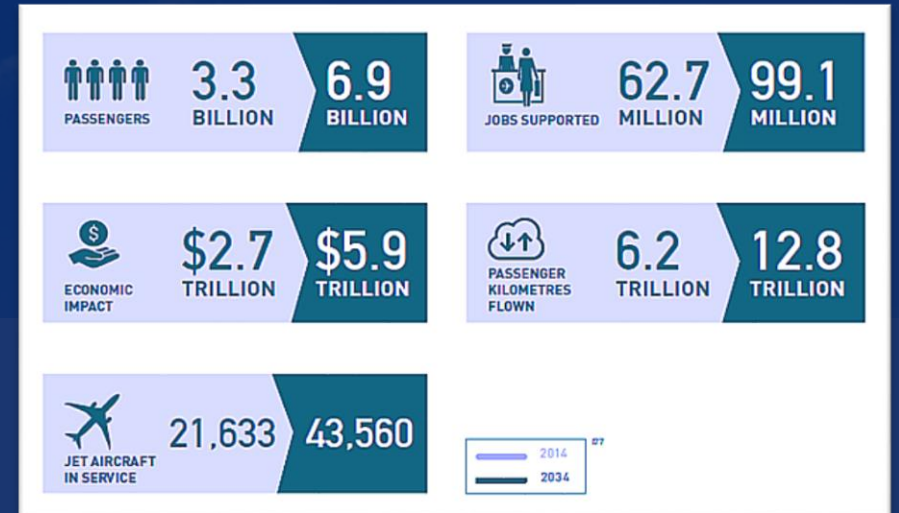 3.3
6.9
PASSENGERS
BILLION
BILLION
62.7
99.1
JOBS SUPPORTED
MILLION
MILLION
$2.7
$5.9
ECONOMIC
IMPACT
TRILLION
TRILLION
6.2
12.8
PASSENGER
KILOMETRES
FLOWN
TRILLION
TRILLION
21,633
43,560
JET AIRCRAFT
IN SERVICE
2014
2034